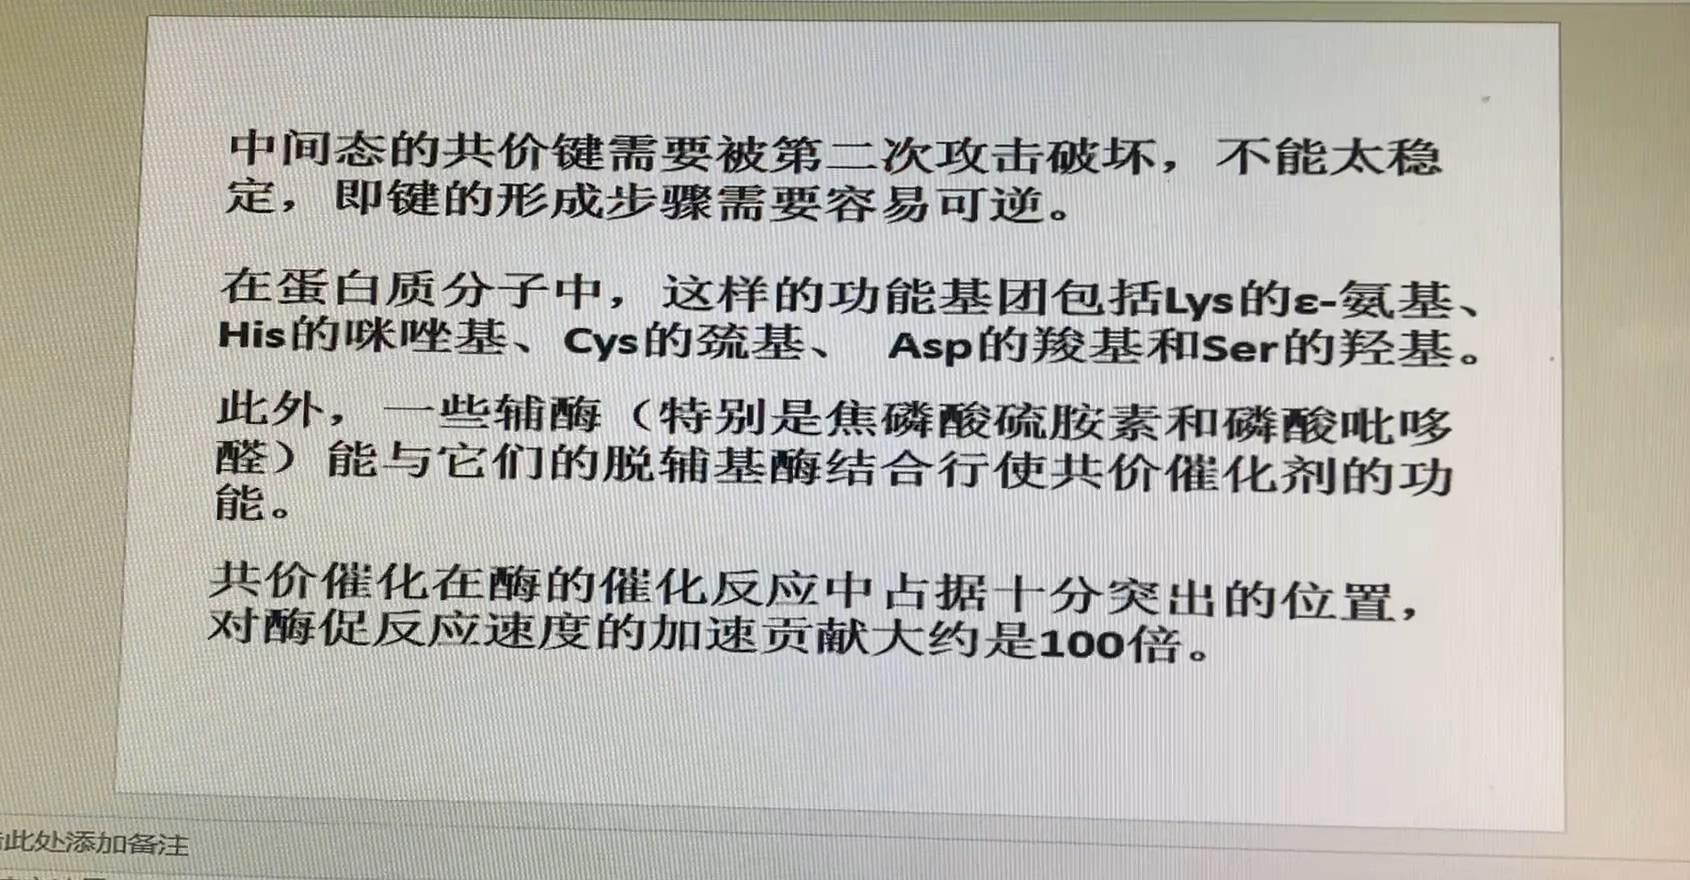 中间态的共价键需要被第二次攻击破坏，不能太稳
定，即键的形成步骤需要容易可逆。
在蛋白质分子中，这样的功能基团包括Lys的ε-氨基、
His的咪唑基、Cys的巯基、 Asp的羧基和Ser的羟基。
此外，一些辅酶（特别是焦磷酸硫胺素和磷酸吡哆
醛）能与它们的脱辅基酶结合行使共价催化剂的功
能。
共价催化在酶的催化反应中占据十分突出的位置，
对酶促反应速度的加速贡献大约是100倍。
此处添加备注